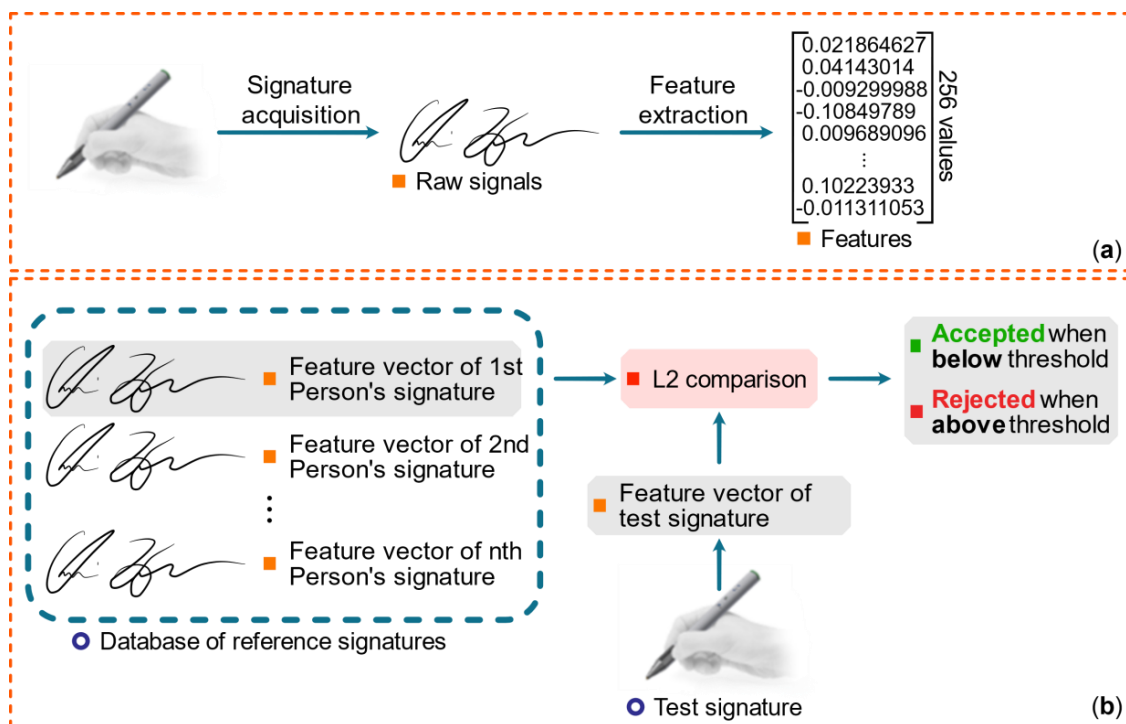 Signature
acquisition
Raw signals
Feature
extraction
0.021864627
0.04143014
-0.009299988
-0.10849789
0.009689096
...
0.10223933
-0.011311053
256 values
Features
(a)
Feature vector of 1st
Person's signature
Feature vector of 2nd
Person's signature
Feature vector of nth
Person's signature
Database of reference signatures
L2 comparison
Feature vector of
test signature
Test signature
Accepted when
below threshold
Rejected when
above threshold
(b)